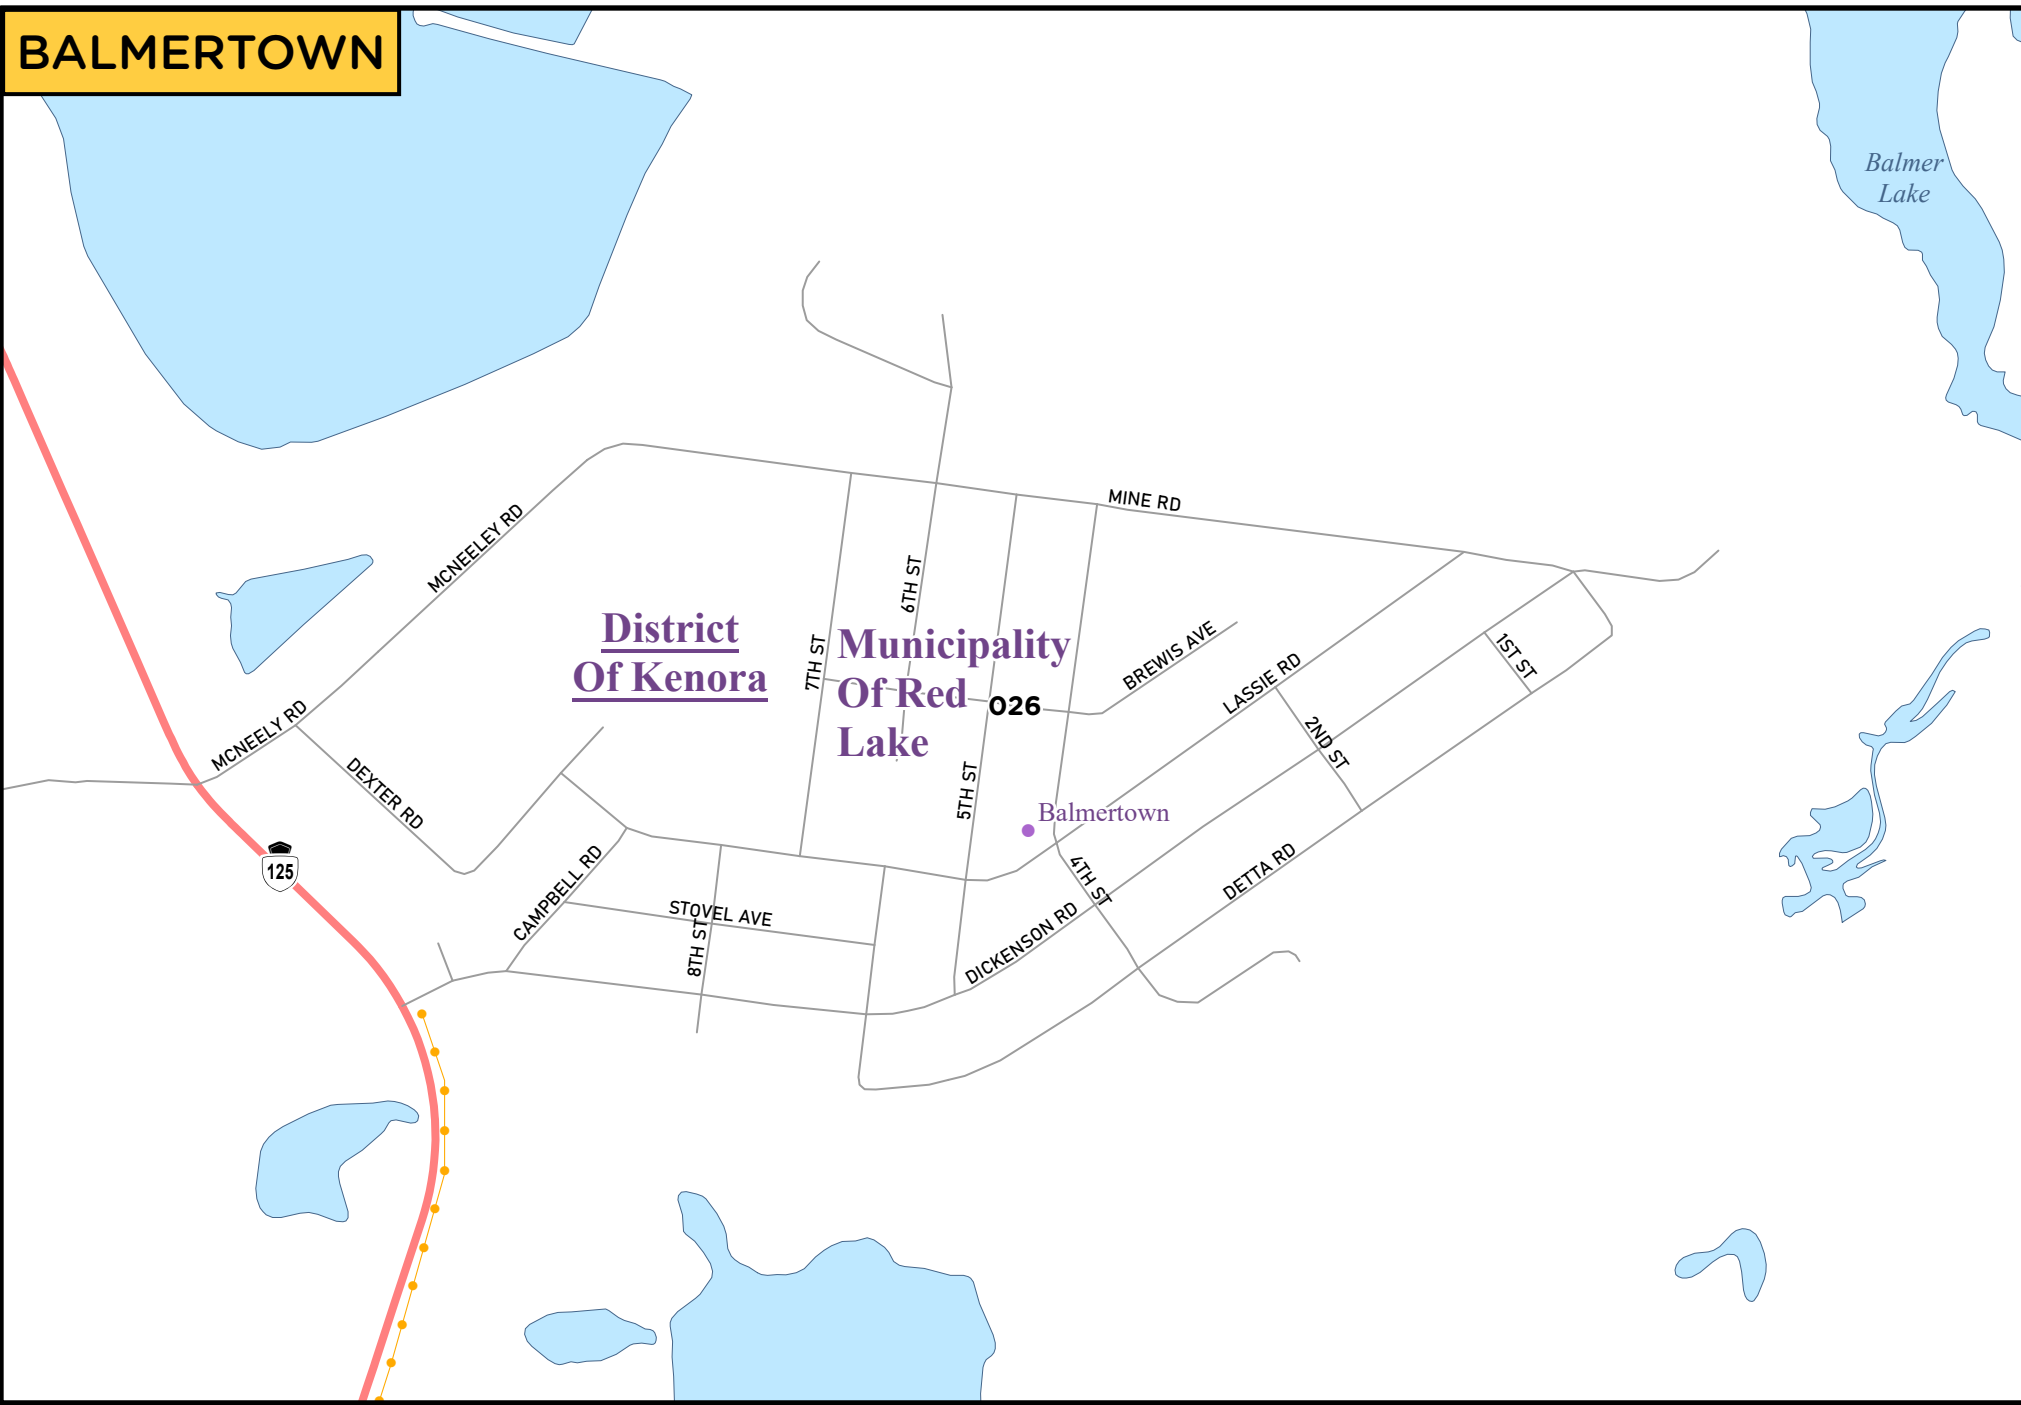 BALMERTOWN
Balmer
Lake
MINE RD
MCNEELEY RD
6TH ST
District
Of Kenora
7TH ST
Municipality
Of Red
Lake
026
BREWIS AVE
LASSIE RD
1ST ST
MCNEELY RD
2ND ST
DEXTER RD
5TH ST
Balmertown
125
CAMPBELL RD
4TH ST
DETTA RD
STOVEL AVE
8TH ST
DICKENSON RD